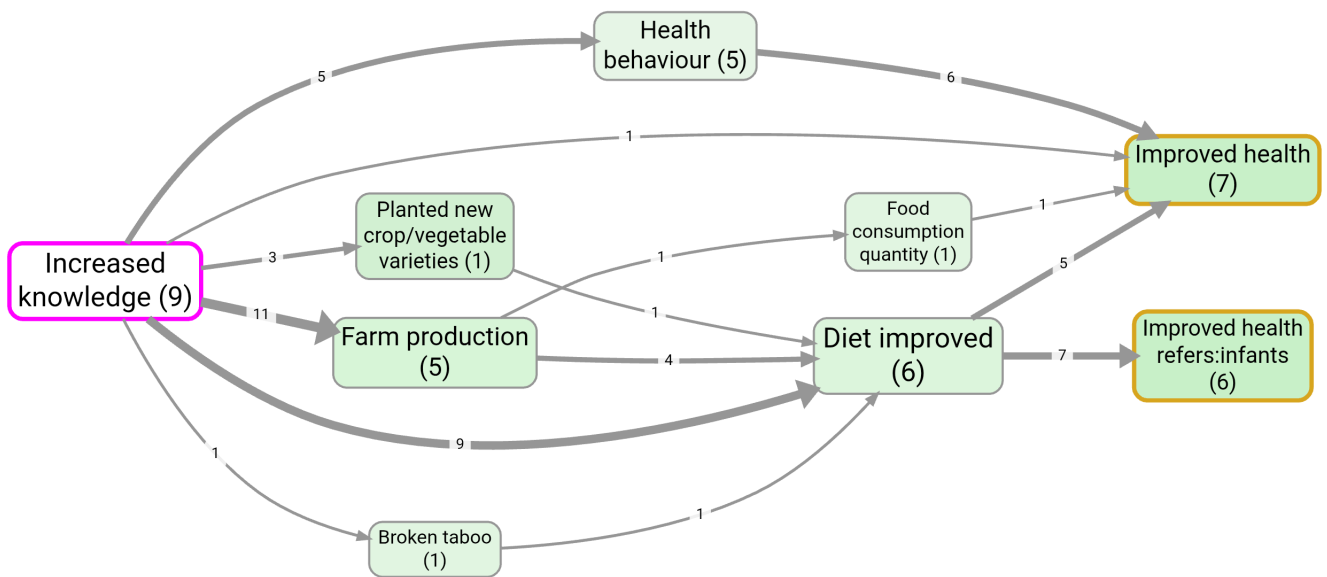 Health
behaviour (5)
5
6
1
Improved health
(7)
Planted new
crop/vegetable
varieties (1)
Food
consumption
quantity (1)
1
Increased
knowledge (9)
3
1
5
11
1
Farm production
(5)
4
Diet improved
(6)
7
Improved health
refers:infants
(6)
9
1
1
Broken taboo
(1)